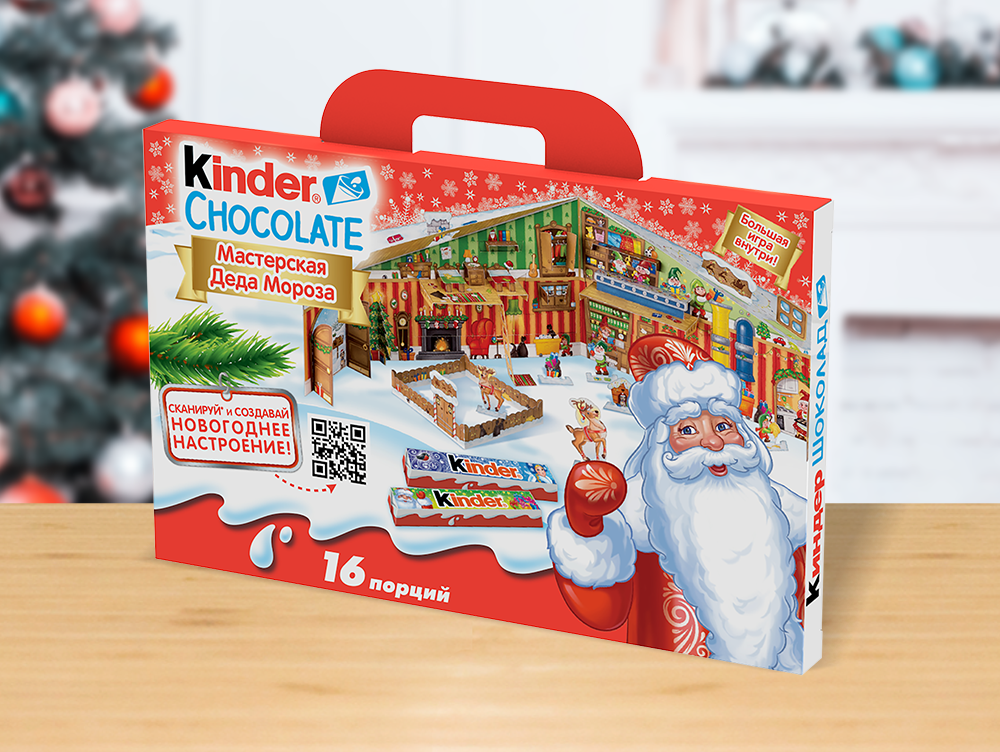 Kinder®
CHOCOLATE
Мастерская
Деда Мороза
Большая
игра
внутри!
СКАНИРУЙ* И СОЗДАВАЙ
НОВОГОДНЕЕ
НАСТРОЕНИЕ!
Kinder
Kinder
16 порций
Киндер ШОКОЛАД